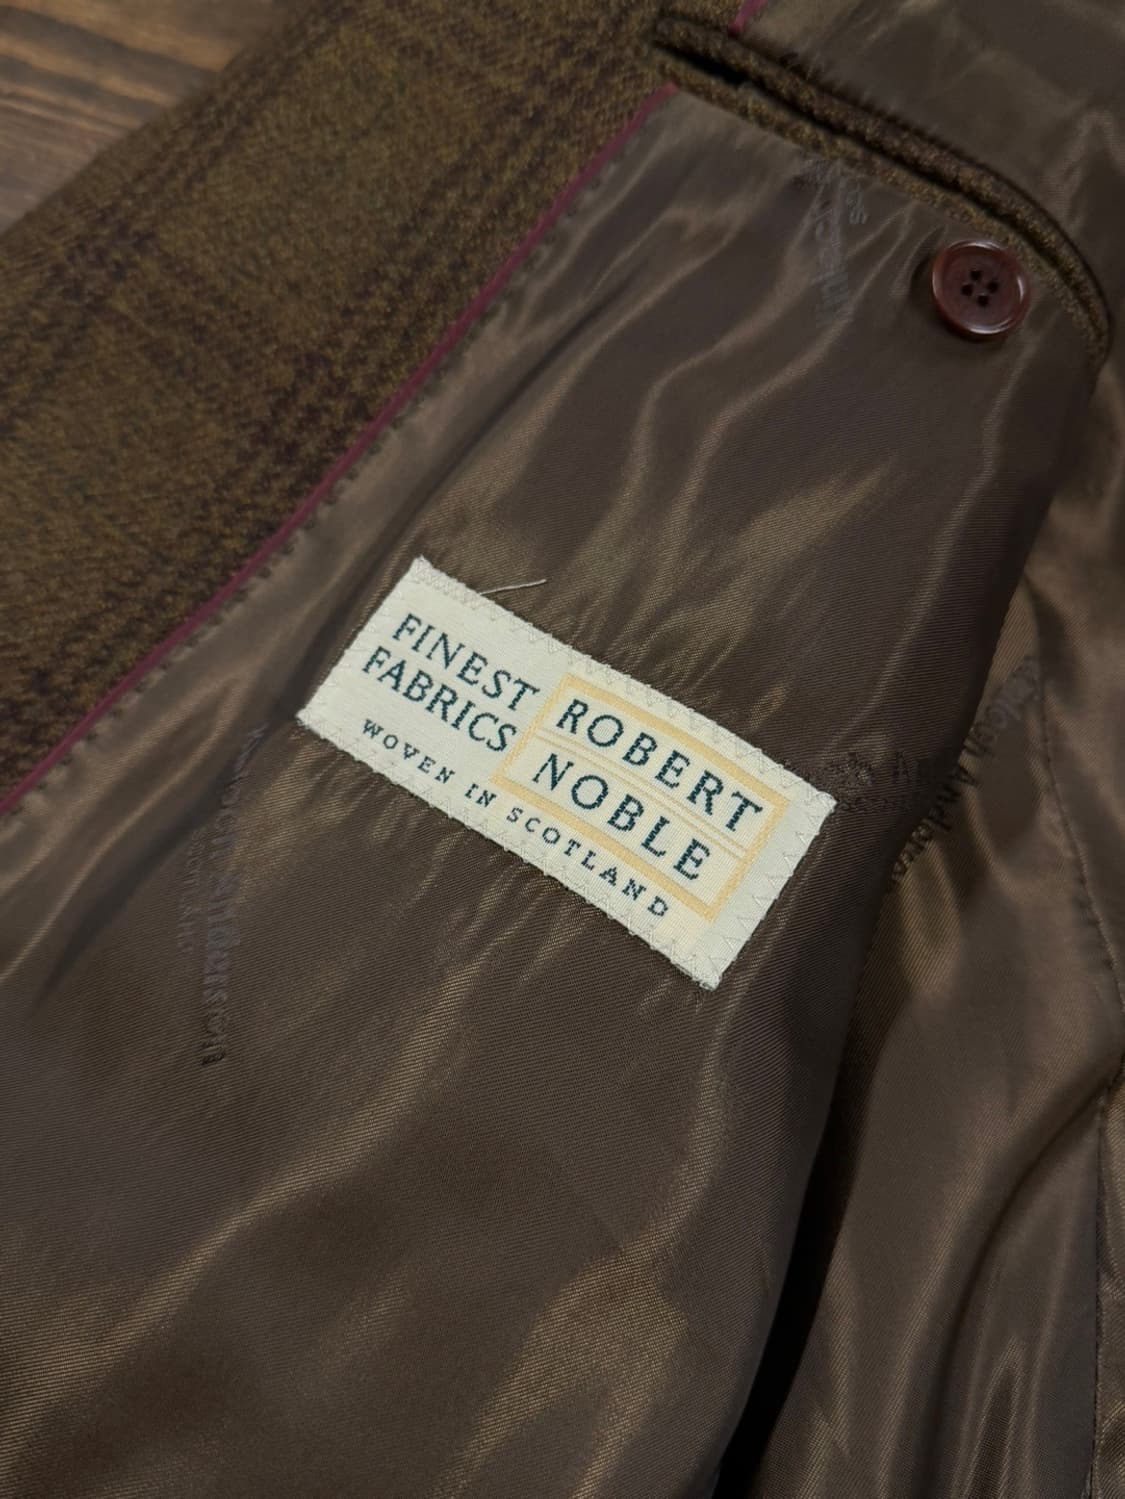 FINEST
FABRICS
WOVEN IN SCOTLAND
ROBERT
NOBLE